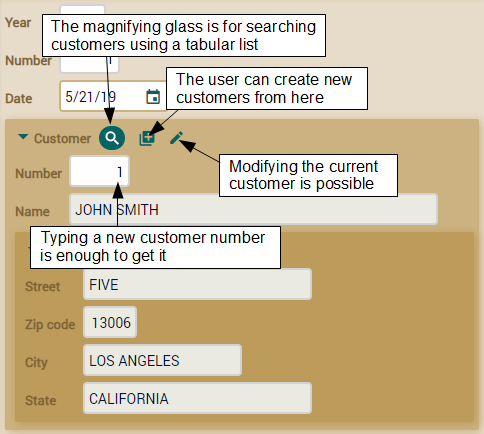 The magnifying glass is for searching
customers using a tabular list
Year
Number 1
The user can create new
customers from here
Date 5/21/19
Customer
Modifying the current
customer is possible
Number 1
Name JOHN SMITH
Typing a new customer number
is enough to get it
Street FIVE
Zip code 13006
City LOS ANGELES
State CALIFORNIA